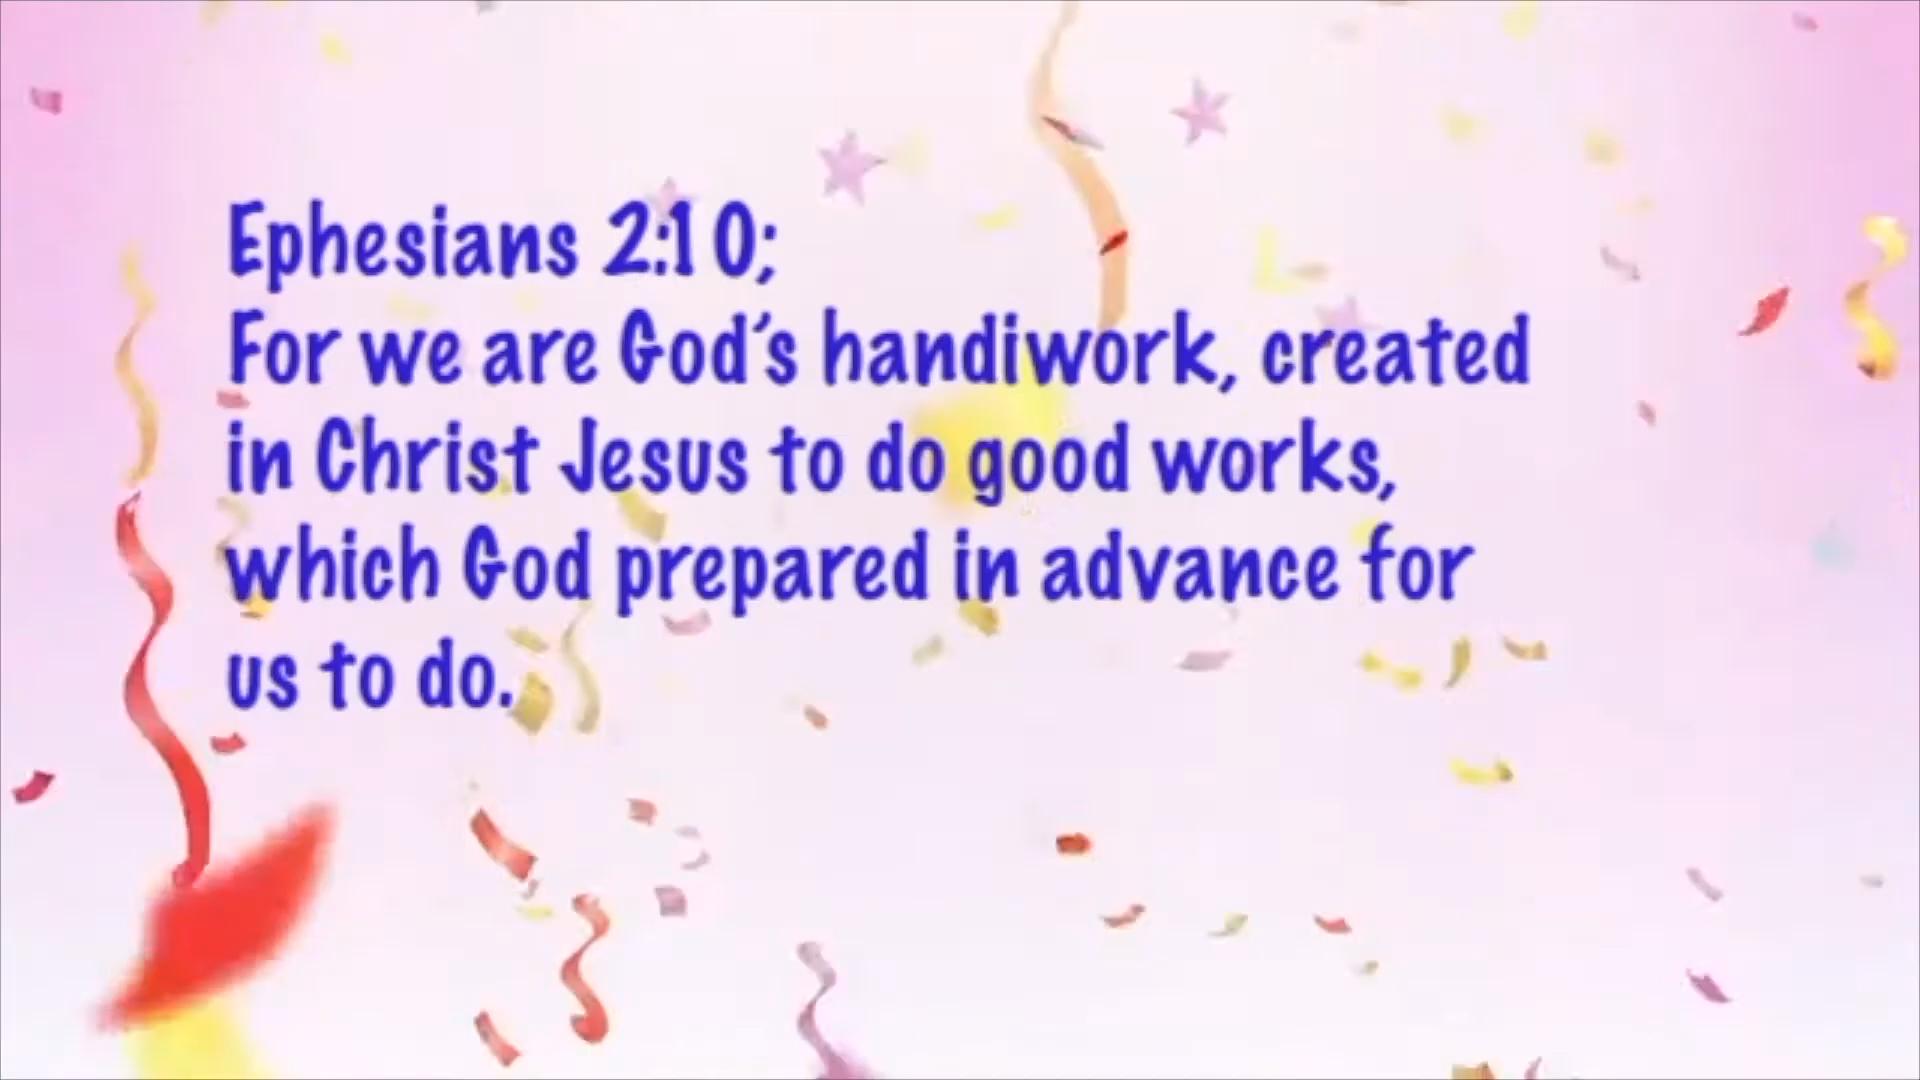 Ephesians 2:10;
For we are God's handiwork, created
in Christ Jesus to do good works,
which God prepared in advance for
us to do.